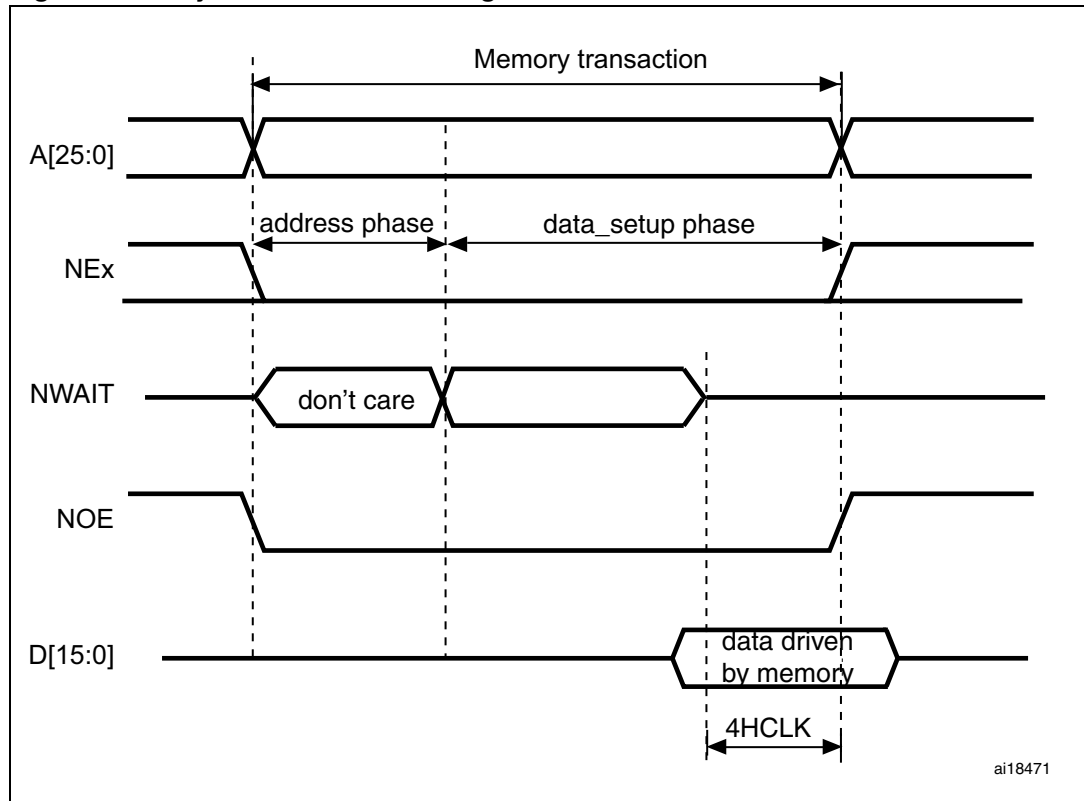 Memory transaction
A[25:0]
address phase
data_setup phase
NEx
NWAIT
don't care
NOE
D[15:0]
data driven
by memory
4HCLK
ai18471